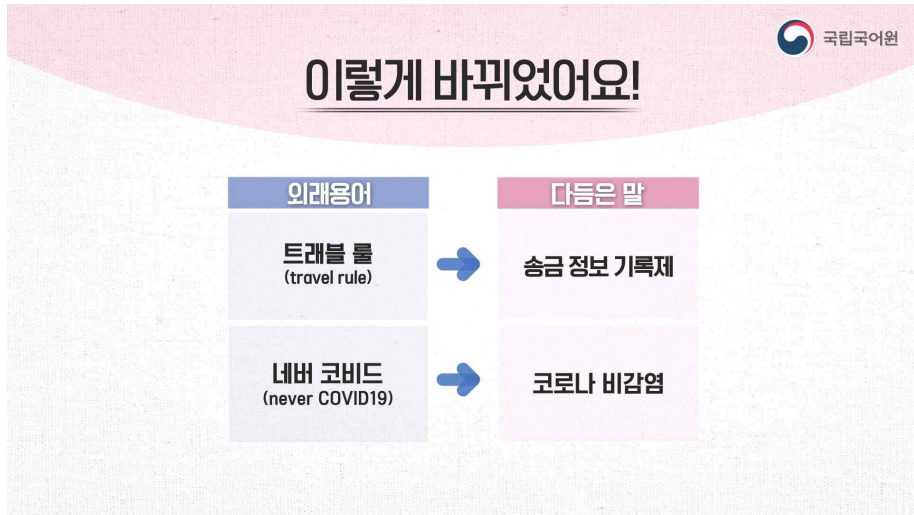 국립국어원
이렇게 바뀌었어요!
외래용어
다듬은 말
트래블 룰
(travel rule)
송금 정보 기록제
네버 코비드
(never COVID19)
코로나 비감염